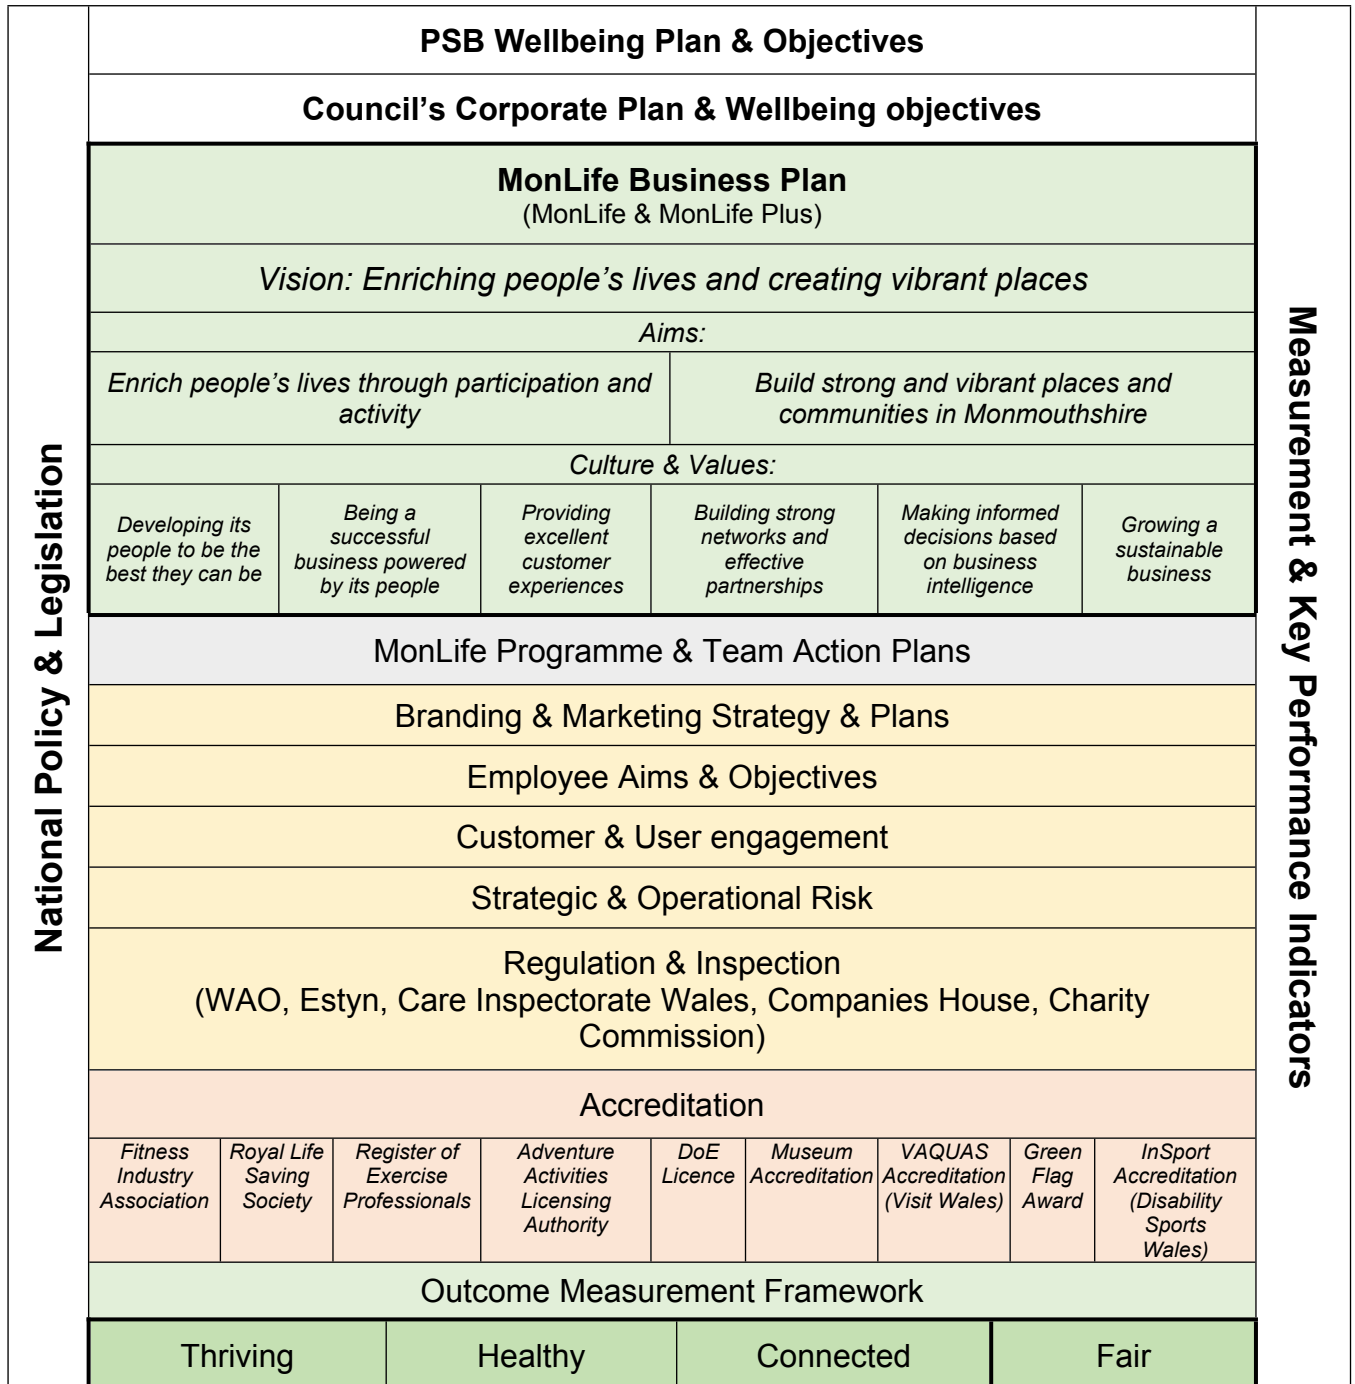 PSB Wellbeing Plan & Objectives
Council’s Corporate Plan & Wellbeing objectives
MonLife Business Plan
(MonLife & MonLife Plus)
Vision: Enriching people’s lives and creating vibrant places
Aims:
Enrich people’s lives through participation and
activity
Build strong and vibrant places and
communities in Monmouthshire
Culture & Values:
Developing its
people to be the
best they can be
Being a
successful
business powered
by its people
Providing
excellent
customer
experiences
Building strong
networks and
effective
partnerships
Making informed
decisions based
on business
intelligence
Growing a
sustainable
business
MonLife Programme & Team Action Plans
Branding & Marketing Strategy & Plans
Employee Aims & Objectives
Customer & User engagement
Strategic & Operational Risk
Regulation & Inspection
(WAO, Estyn, Care Inspectorate Wales, Companies House, Charity
Commission)
Accreditation
Fitness
Industry
Association
Royal Life
Saving
Society
Register of
Exercise
Professionals
Adventure
Activities
Licensing
Authority
DoE
Licence
Museum
Accreditation
VAQUAS
Accreditation
(Visit Wales)
Green
Flag
Award
InSport
Accreditation
(Disability
Sports
Wales)
Outcome Measurement Framework
Thriving
Healthy
Connected
Fair
National Policy & Legislation
Measurement & Key Performance Indicators